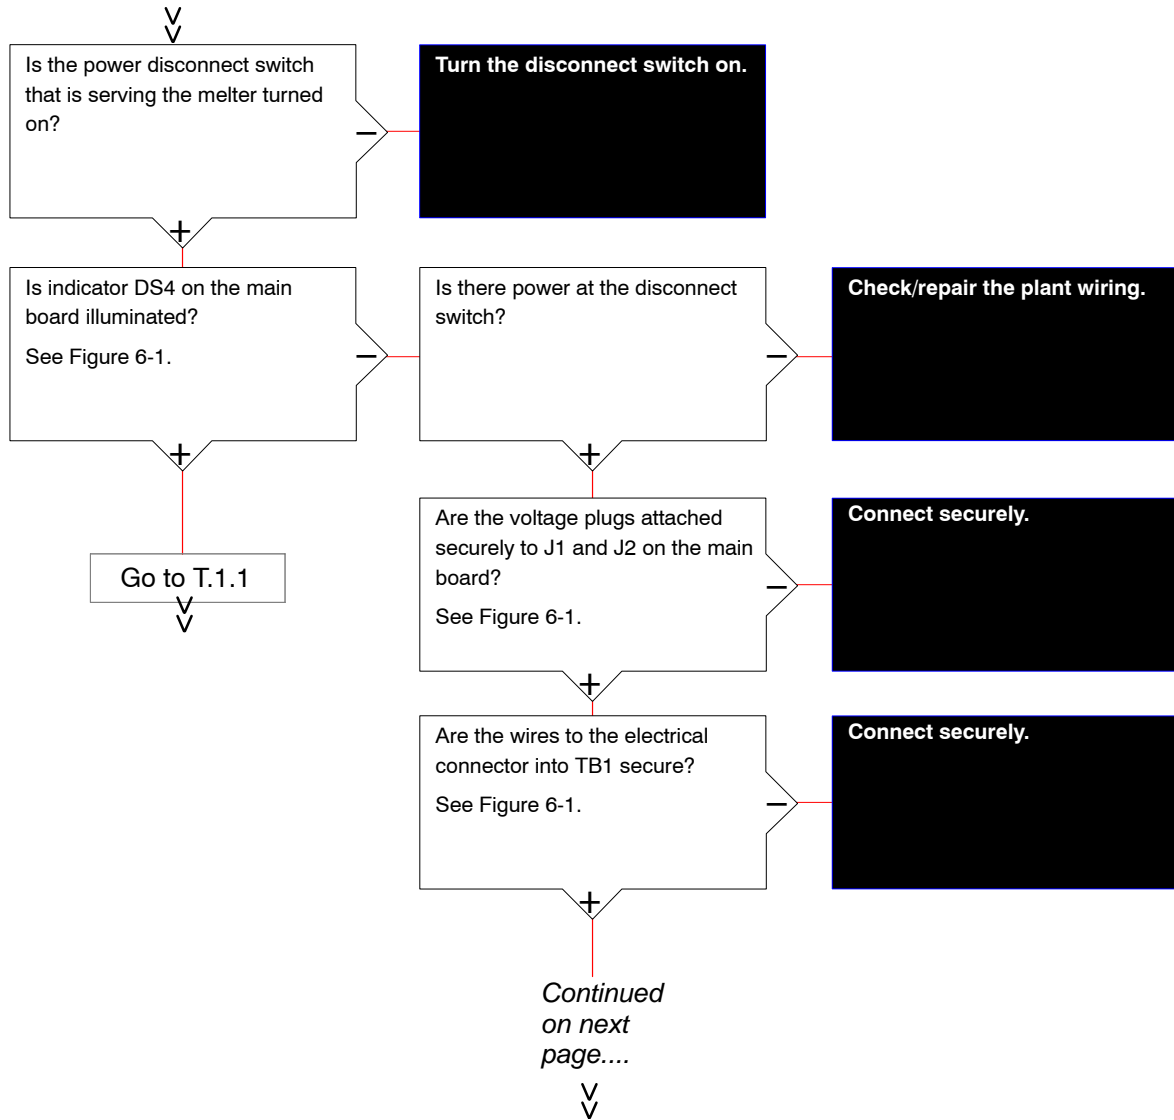 Is the power disconnect switch
that is serving the melter turned
on?
–
+
Turn the disconnect switch on.
Is indicator DS4 on the main
board illuminated?
See Figure 6-1.
–
+
Is there power at the disconnect
switch?
–
+
Check/repair the plant wiring.
Go to T.1.1
Are the voltage plugs attached
securely to J1 and J2 on the main
board?
See Figure 6-1.
–
+
Connect securely.
Are the wires to the electrical
connector into TB1 secure?
See Figure 6-1.
–
+
Connect securely.
Continued
on next
page....